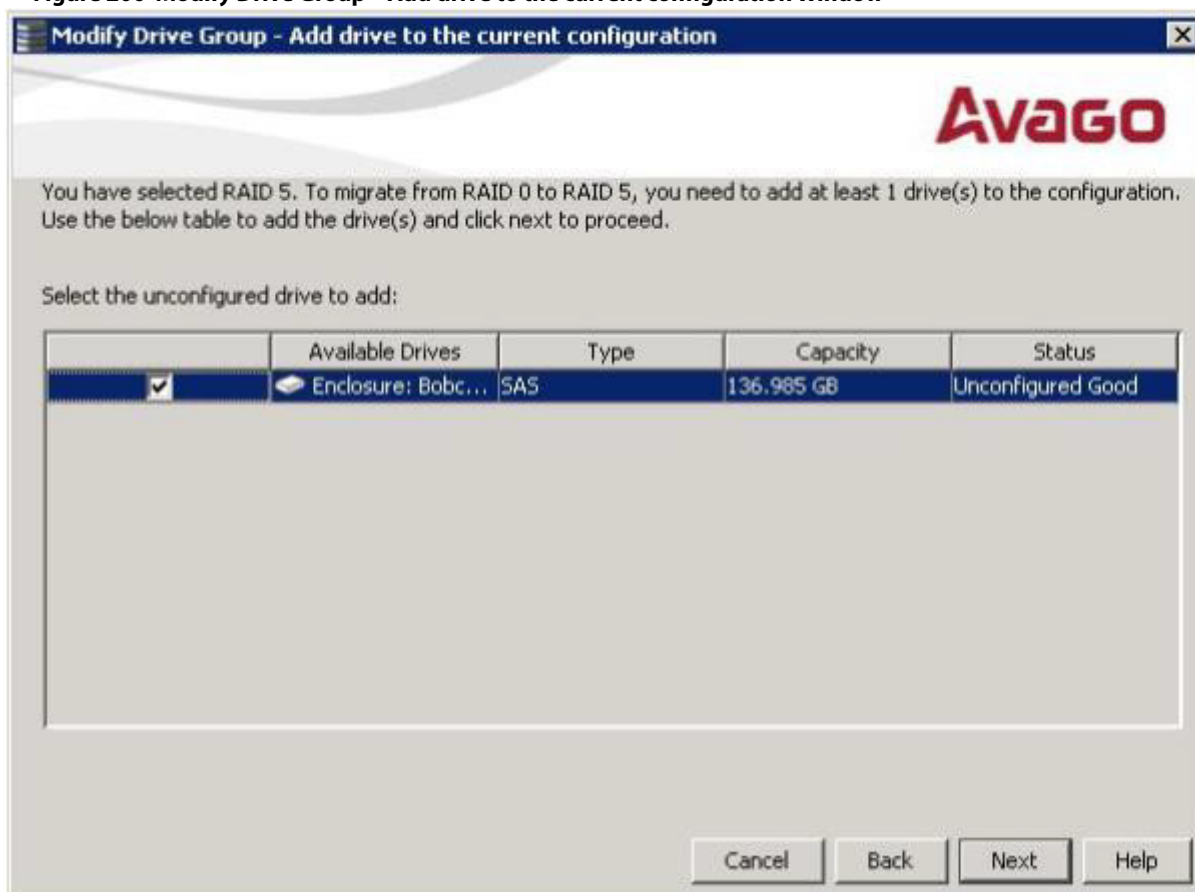 Modify Drive Group - Add drive to the current configuration
AVAGO
You have selected RAID 5. To migrate from RAID 0 to RAID 5, you need to add at least 1 drive(s) to the configuration.
Use the below table to add the drive(s) and click next to proceed.
Select the unconfigured drive to add:
Available Drives Type Capacity Status
Enclosure: Bobc... SAS 136.985 GB Unconfigured Good
Cancel Back Next Help